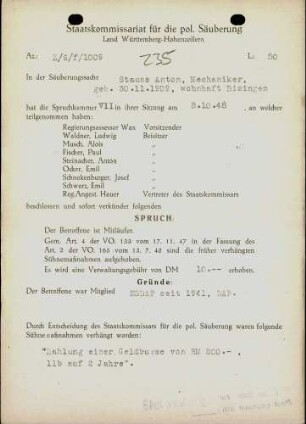 Staatskommissariat für die pol. Säuberung
Land Württemberg-Hohenzollern
Az: Z/a/f/1009 235 L: 50
In der Säuberungssache Stauss Anton, Mechaniker,
geb. 30.11.1909, wohnhaft Bisingen
hat die Spruchkammer VII in ihrer Sitzung am 8.10.48, an welcher
teilgenommen haben:
Regierungsassessor Wax Vorsitzender
Waldner, Ludwig Beisitzer
Musch, Alois "
Fischer, Paul "
Steinacher, Anton "
Oderr, Emil "
Schnekenburger, Josef "
Schwarz, Emil "
Reg.Angest. Heuer Vertreter des Staatskommissars
beschlossen und sofort verkündet folgenden
SPRUCH:
Der Betroffene ist Mitläufer.
Gem. Art. 4 der VO. 133 vom 17. 11. 47 in der Fassung des
Art. 2 der VO. 165 vom 13. 7. 48 sind die früher verhängten
Sühnemaßnahmen aufgehoben.
Es wird eine Verwaltungsgebühr von DM 10.-- erhoben.
Gründe:
Der Betroffene war Mitglied NSDAP seit 1941, DAF.
Durch Entscheidung des Staatskommissars für die pol. Säuberung waren folgende
Sühnemaßnahmen verhängt worden:
"Zahlung einer Geldbusse von RM 200.-- ,
llb auf 2 Jahre".